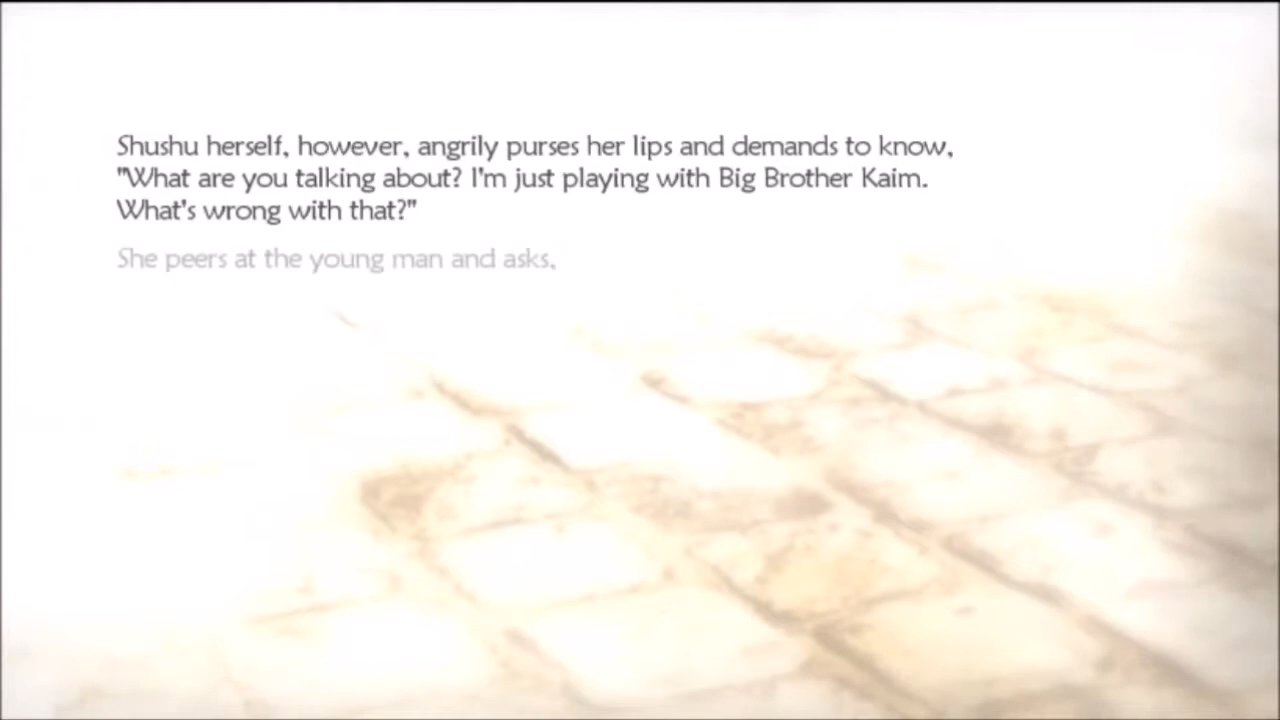 Shushu herself, however, angrily purses her lips and demands to know,
"What are you talking about? I'm just playing with Big Brother Kaim.
What's wrong with that?"
She peers at the young man and asks,